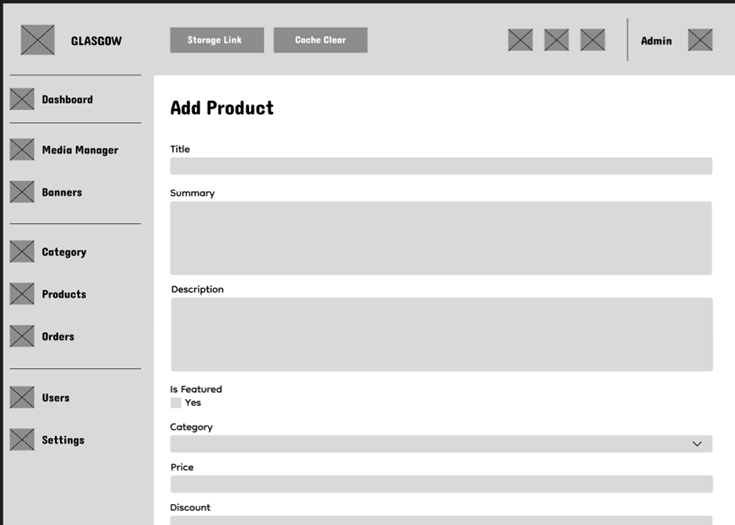 GLASGOW
Storage Link
Cache Clear
Admin
Dashboard
Media Manager
Banners
Category
Products
Orders
Users
Settings
Add Product
Title
Summary
Description
Is Featured
Yes
Category
Price
Discount